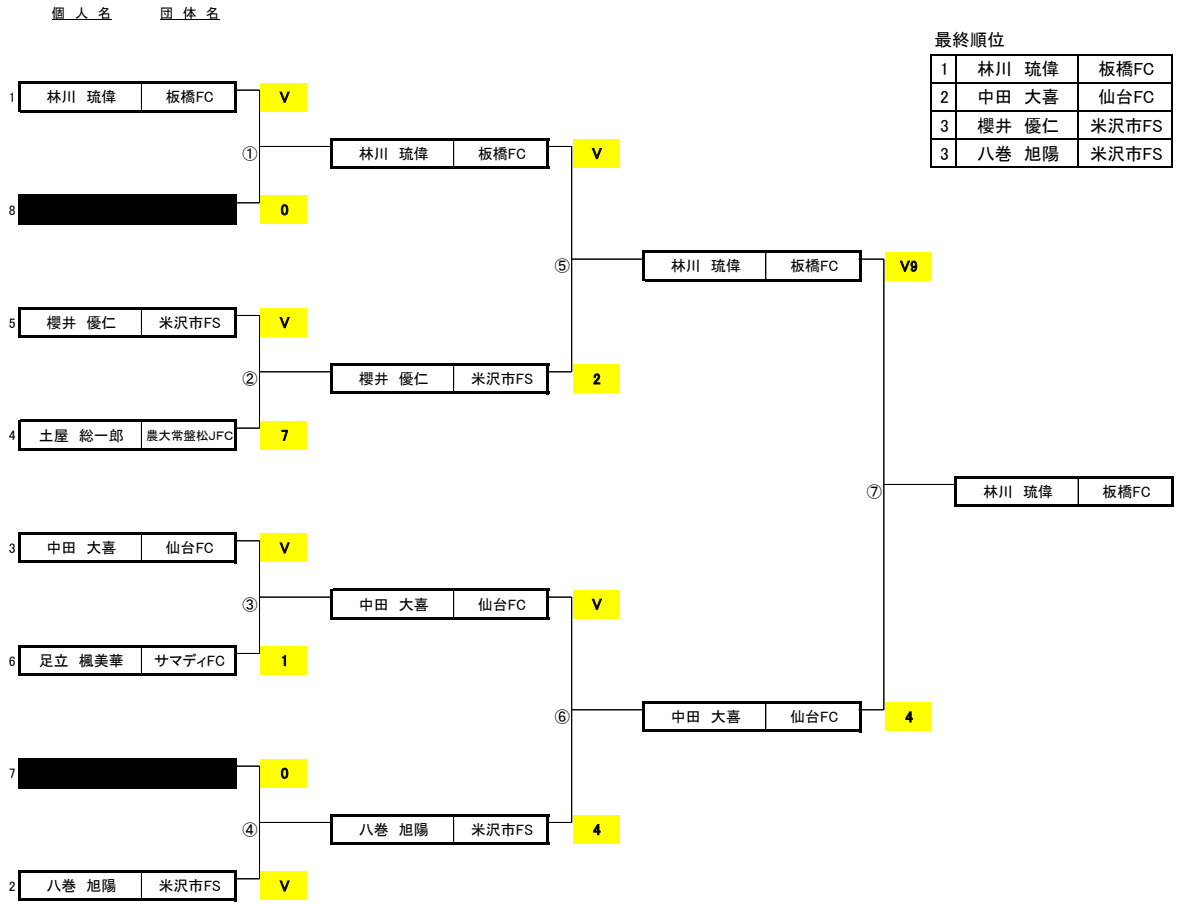 個 人 名 団 体 名
最終順位
1 林川 琉偉 板橋FC
2 中田 大喜 仙台FC
3 櫻井 優仁 米沢市FS
3 八巻 旭陽 米沢市FS
1 林川 琉偉 板橋FC V
① 林川 琉偉 板橋FC V
8 0
⑤ 林川 琉偉 板橋FC V9
5 櫻井 優仁 米沢市FS V
② 櫻井 優仁 米沢市FS 2
4 土屋 総一郎 農大常盤松JFC 7
⑦ 林川 琉偉 板橋FC
3 中田 大喜 仙台FC V
③ 中田 大喜 仙台FC V
6 足立 楓美華 サマディFC 1
⑥ 中田 大喜 仙台FC 4
7 0
④ 八巻 旭陽 米沢市FS 4
2 八巻 旭陽 米沢市FS V